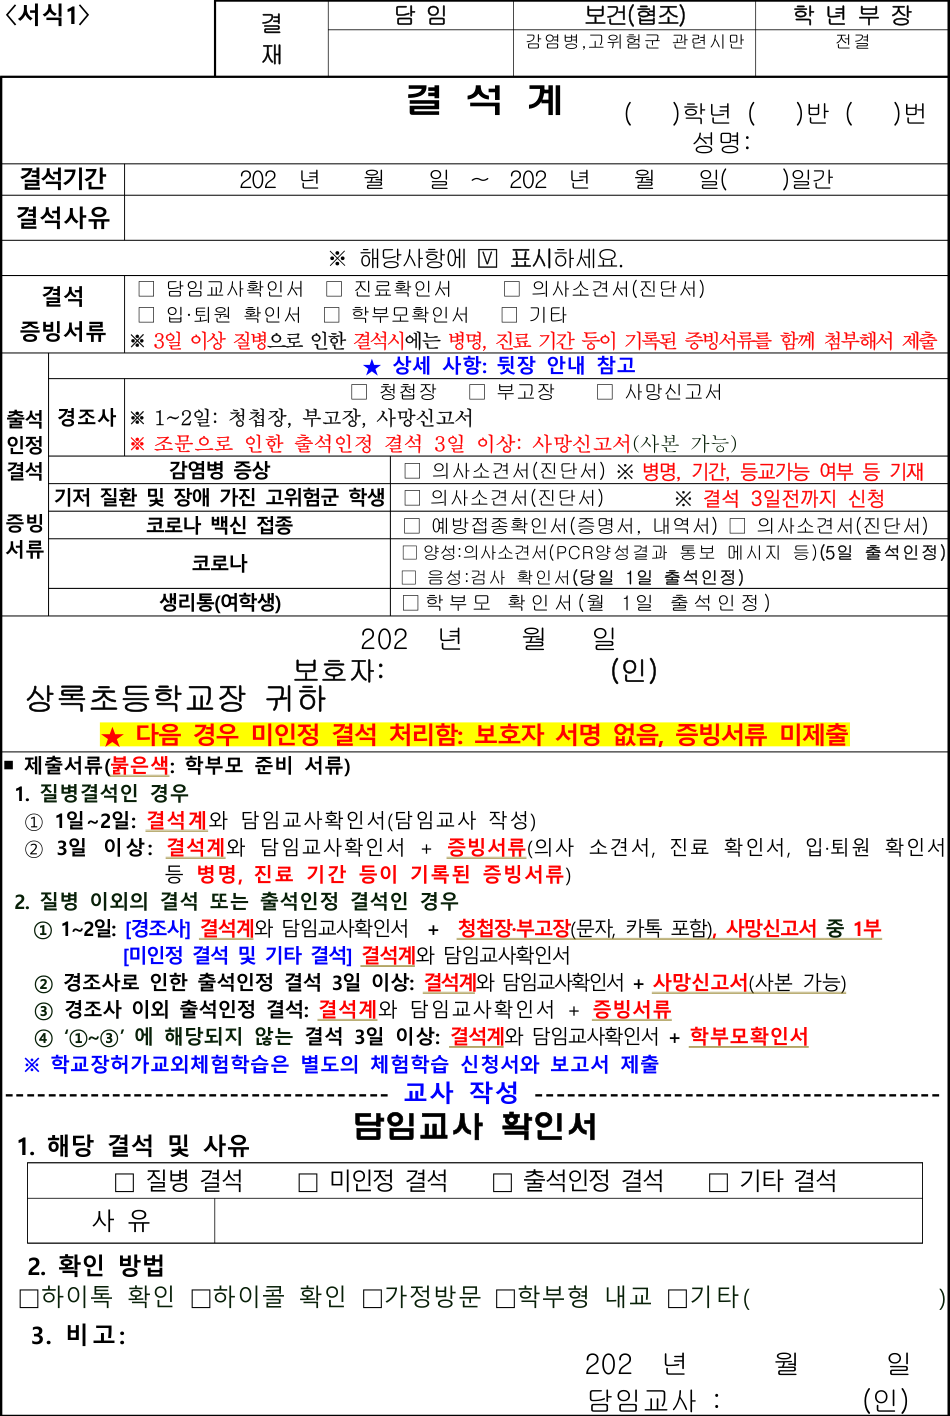 <서식1>
결 재
담 임 보건(협조) 학 년 부 장
감염병,고위험군 관련시만 전결
결 석 계
( )학년 ( )반 ( )번
성명:
결석기간 202 년 월 일 ~ 202 년 월 일( )일간
결석사유
※ 해당사항에 ☑ 표시하세요.
결석 증빙서류
□ 담임교사확인서 □ 진료확인서 □ 의사소견서(진단서)
□ 입·퇴원 확인서 □ 학부모확인서 □ 기타
※ 3일 이상 질병으로 인한 결석시에는 병명, 진료 기간 등이 기록된 증빙서류를 함께 첨부해서 제출
출석 인정 결석 증빙 서류
★ 상세 사항: 뒷장 안내 참고
경조사
□ 청첩장 □ 부고장 □ 사망신고서
※ 1~2일: 청첩장, 부고장, 사망신고서
※ 조문으로 인한 출석인정 결석 3일 이상: 사망신고서(사본 가능)
감염병 증상 □ 의사소견서(진단서) ※ 병명, 기간, 등교가능 여부 등 기재
기저 질환 및 장애 가진 고위험군 학생 □ 의사소견서(진단서) ※ 결석 3일전까지 신청
코로나 백신 접종 □ 예방접종확인서(증명서, 내역서) □ 의사소견서(진단서)
코로나
□ 양성:의사소견서(PCR양성결과 통보 메시지 등)(5일 출석인정)
□ 음성:검사 확인서(당일 1일 출석인정)
생리통(여학생) □ 학부모 확인서(월 1일 출석인정)
202 년 월 일
보호자: (인)
상록초등학교장 귀하
★ 다음 경우 미인정 결석 처리함: 보호자 서명 없음, 증빙서류 미제출
■ 제출서류(붉은색: 학부모 준비 서류)
1. 질병결석인 경우
① 1일~2일: 결석계와 담임교사확인서(담임교사 작성)
② 3일 이상: 결석계와 담임교사확인서 + 증빙서류(의사 소견서, 진료 확인서, 입·퇴원 확인서
등 병명, 진료 기간 등이 기록된 증빙서류)
2. 질병 이외의 결석 또는 출석인정 결석인 경우
① 1~2일: [경조사] 결석계와 담임교사확인서 + 청첩장·부고장(문자, 카톡 포함), 사망신고서 중 1부
[미인정 결석 및 기타 결석] 결석계와 담임교사확인서
② 경조사로 인한 출석인정 결석 3일 이상: 결석계와 담임교사확인서 + 사망신고서(사본 가능)
③ 경조사 이외 출석인정 결석: 결석계와 담임교사확인서 + 증빙서류
④ ‘①~③’ 에 해당되지 않는 결석 3일 이상: 결석계와 담임교사확인서 + 학부모확인서
※ 학교장허가교외체험학습은 별도의 체험학습 신청서와 보고서 제출
------------------------------------ 교사 작성 --------------------------------------
담임교사 확인서
1. 해당 결석 및 사유
□ 질병 결석 □ 미인정 결석 □ 출석인정 결석 □ 기타 결석
사 유
2. 확인 방법
□하이톡 확인 □하이콜 확인 □가정방문 □학부형 내교 □기타( )
3. 비고:
202 년 월 일
담임교사 : (인)